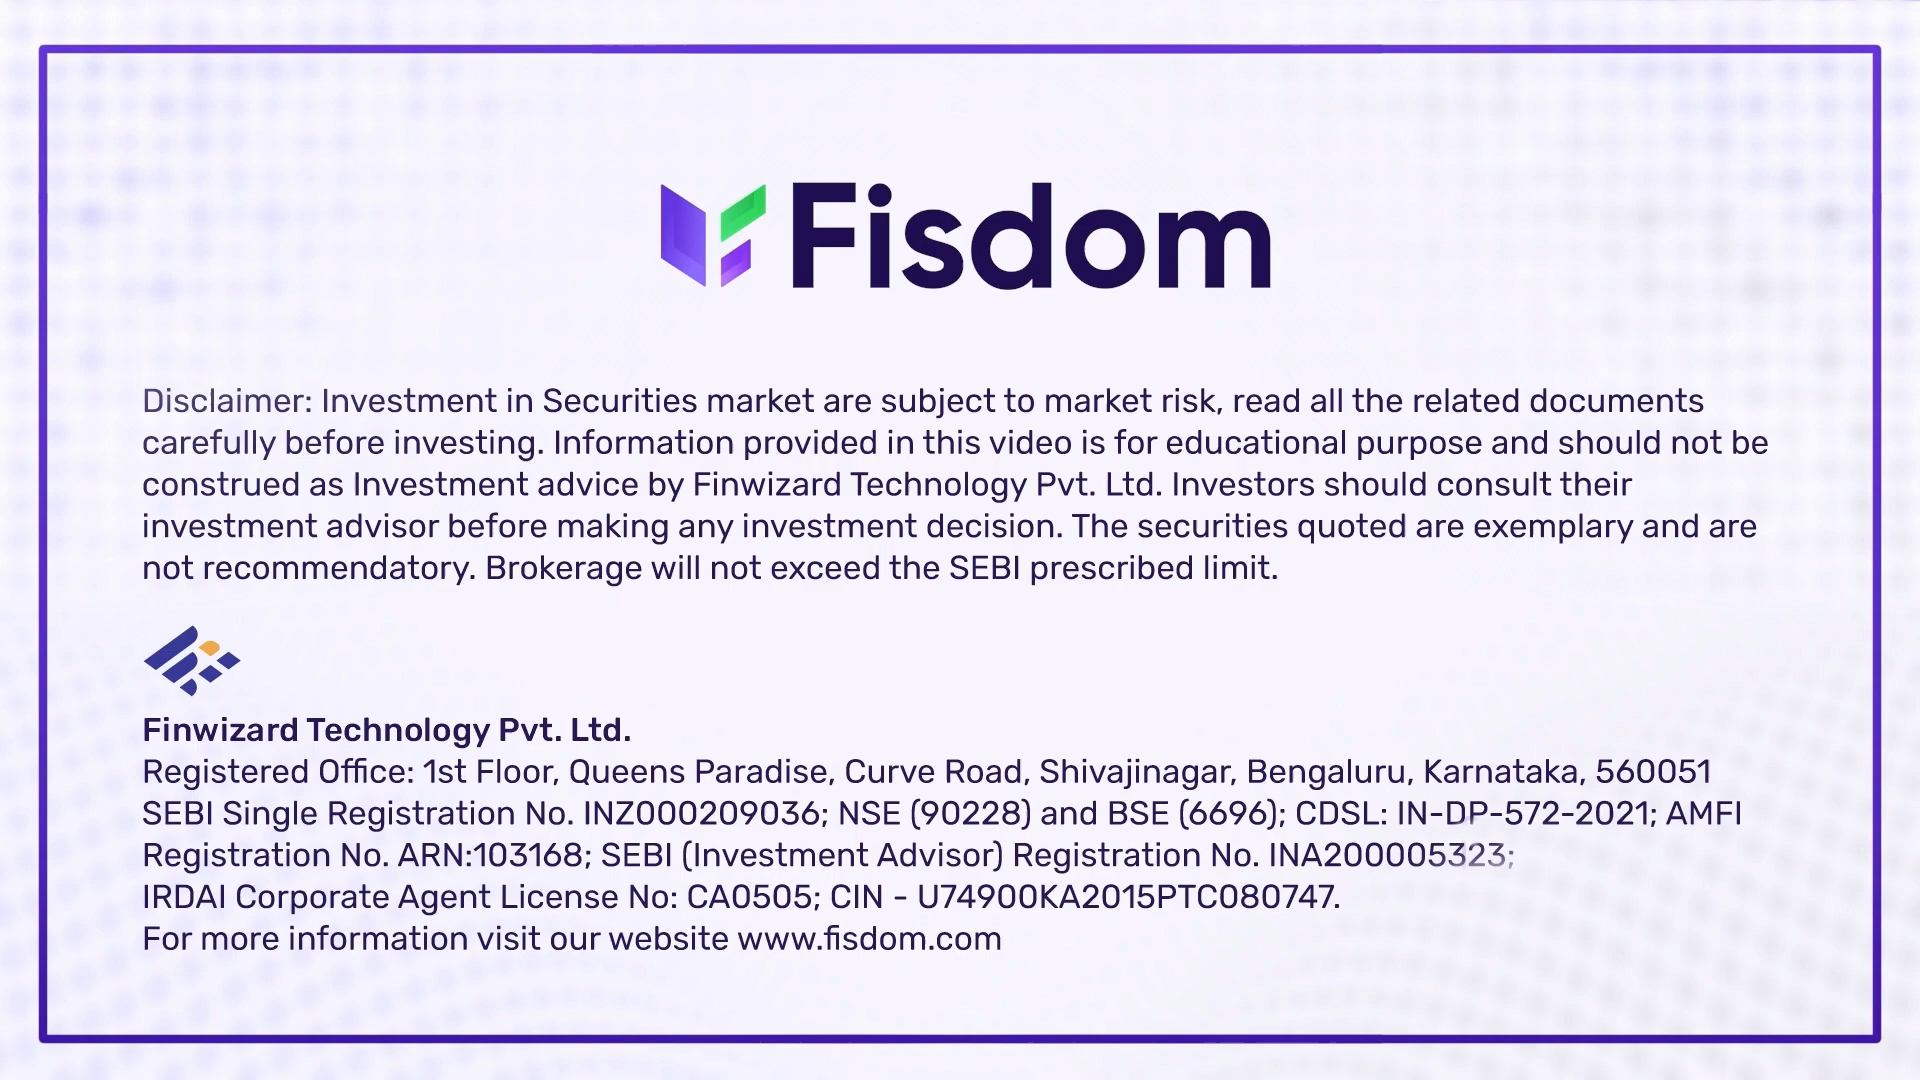 Fisdom
Disclaimer: Investment in Securities market are subject to market risk, read all the related documents
carefully before investing. Information provided in this video is for educational purpose and should not be
construed as Investment advice by Finwizard Technology Pvt. Ltd. Investors should consult their
investment advisor before making any investment decision. The securities quoted are exemplary and are
not recommendatory. Brokerage will not exceed the SEBI prescribed limit.
Finwizard Technology Pvt. Ltd.
Registered Office: 1st Floor, Queens Paradise, Curve Road, Shivajinagar, Bengaluru, Karnataka, 560051
SEBI Single Registration No. INZ000209036; NSE (90228) and BSE (6696); CDSL: IN-DP-572-2021; AMFI
Registration No. ARN:103168; SEBI (Investment Advisor) Registration No. INA200005323;
IRDAI Corporate Agent License No: CA0505; CIN - U74900KA2015PTC080747.
For more information visit our website www.fisdom.com